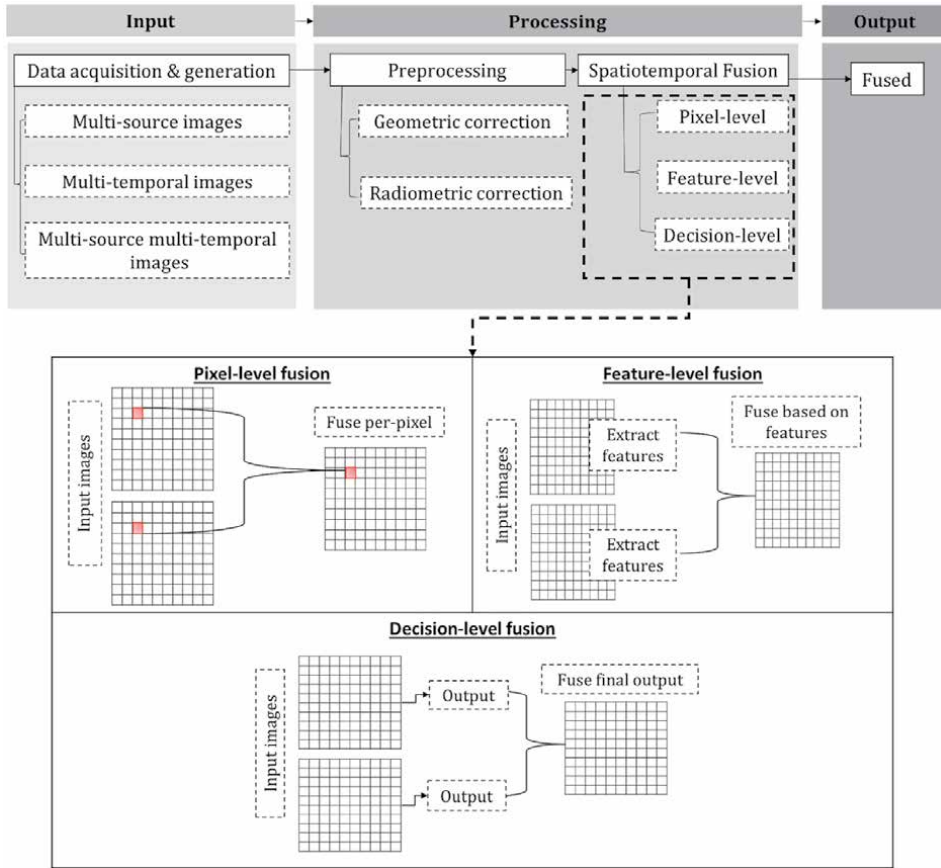 Input
Processing
Output
Data acquisition & generation
Multi-source images
Multi-temporal images
Multi-source multi-temporal
images
Preprocessing
Geometric correction
Radiometric correction
Spatiotemporal Fusion
Pixel-level
Feature-level
Decision-level
Fused
Pixel-level fusion
Input images
Fuse per-pixel
Feature-level fusion
Input images
Extract
features
Extract
features
Fuse based on
features
Decision-level fusion
Input images
Output
Output
Fuse final output